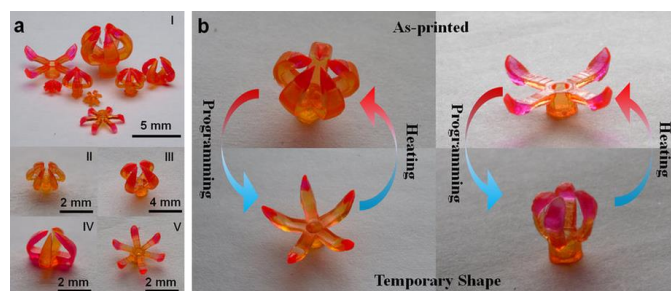 a
I
5 mm
II
III
2 mm
4 mm
IV
V
2 mm
2 mm
b
As-printed
Programming
Heating
Programming
Heating
Temporary Shape